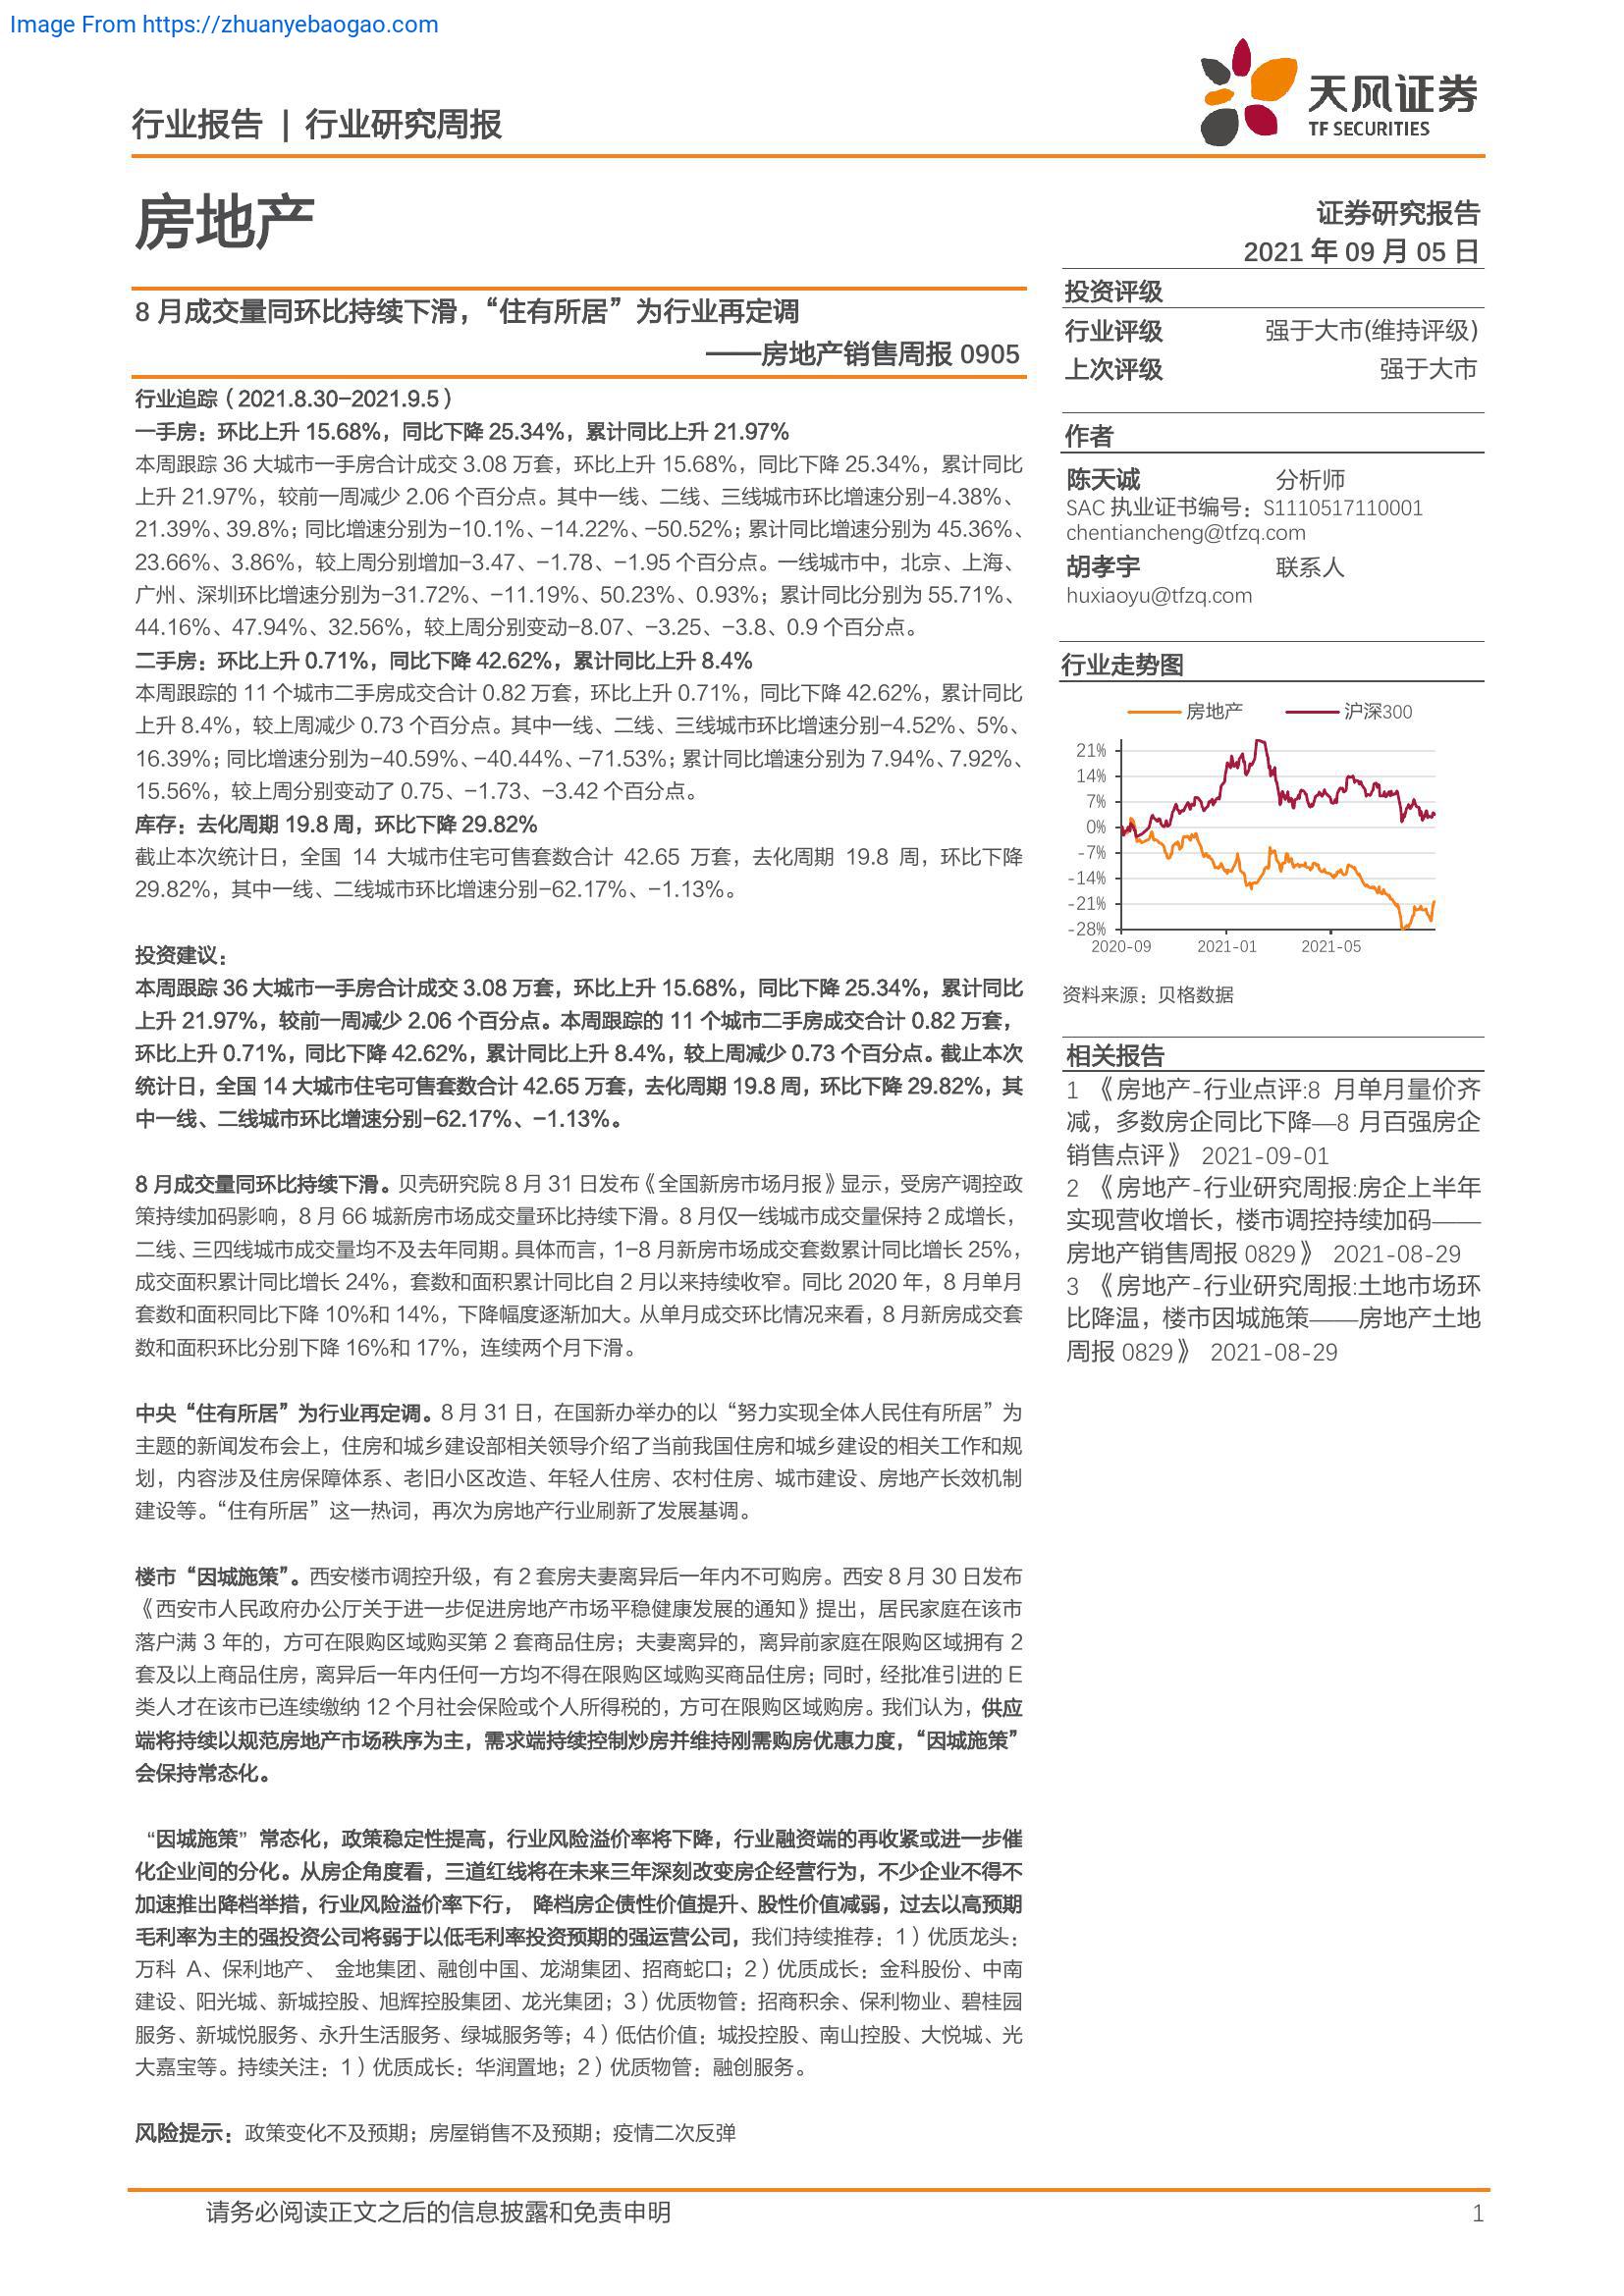 Image From https://zhuanyebaogao.com
行业报告 | 行业研究周报
天风证券
TF SECURITIES
房地产
证券研究报告
2021 年 09 月 05 日
8 月成交量同环比持续下滑，“住有所居”为行业再定调
——房地产销售周报 0905
行业追踪（2021.8.30-2021.9.5）
一手房：环比上升 15.68%，同比下降 25.34%，累计同比上升 21.97%
本周跟踪 36 大城市一手房合计成交 3.08 万套，环比上升 15.68%，同比下降 25.34%，累计同比
上升 21.97%，较前一周减少 2.06 个百分点。其中一线、二线、三线城市环比增速分别-4.38%、
21.39%、39.8%；同比增速分别为-10.1%、-14.22%、-50.52%；累计同比增速分别为 45.36%、
23.66%、3.86%，较上周分别增加-3.47、-1.78、-1.95 个百分点。一线城市中，北京、上海、
广州、深圳环比增速分别为-31.72%、-11.19%、50.23%、0.93%；累计同比分别为 55.71%、
44.16%、47.94%、32.56%，较上周分别变动-8.07、-3.25、-3.8、0.9 个百分点。
二手房：环比上升 0.71%，同比下降 42.62%，累计同比上升 8.4%
本周跟踪的 11 个城市二手房成交合计 0.82 万套，环比上升 0.71%，同比下降 42.62%，累计同比
上升 8.4%，较上周减少 0.73 个百分点。其中一线、二线、三线城市环比增速分别-4.52%、5%、
16.39%；同比增速分别为-40.59%、-40.44%、-71.53%；累计同比增速分别为 7.94%、7.92%、
15.56%，较上周分别变动了 0.75、-1.73、-3.42 个百分点。
库存：去化周期 19.8 周，环比下降 29.82%
截止本次统计日，全国 14 大城市住宅可售套数合计 42.65 万套，去化周期 19.8 周，环比下降
29.82%，其中一线、二线城市环比增速分别-62.17%、-1.13%。
投资建议：
本周跟踪 36 大城市一手房合计成交 3.08 万套，环比上升 15.68%，同比下降 25.34%，累计同比
上升 21.97%，较前一周减少 2.06 个百分点。本周跟踪的 11 个城市二手房成交合计 0.82 万套，
环比上升 0.71%，同比下降 42.62%，累计同比上升 8.4%，较上周减少 0.73 个百分点。截止本次
统计日，全国 14 大城市住宅可售套数合计 42.65 万套，去化周期 19.8 周，环比下降 29.82%，其
中一线、二线城市环比增速分别-62.17%、-1.13%。
8 月成交量同环比持续下滑。贝壳研究院 8 月 31 日发布《全国新房市场月报》显示，受房产调控政
策持续加码影响，8 月 66 城新房市场成交量环比持续下滑。8 月仅一线城市成交量保持 2 成增长，
二线、三四线城市成交量均不及去年同期。具体而言，1-8 月新房市场成交套数累计同比增长 25%，
成交面积累计同比增长 24%，套数和面积累计同比自 2 月以来持续收窄。同比 2020 年，8 月单月
套数和面积同比下降 10%和 14%，下降幅度逐渐加大。从单月成交环比情况来看，8 月新房成交套
数和面积环比分别下降 16%和 17%，连续两个月下滑。
中央“住有所居”为行业再定调。8 月 31 日，在国新办举办的以“努力实现全体人民住有所居”为
主题的新闻发布会上，住房和城乡建设部相关领导介绍了当前我国住房和城乡建设的相关工作和规
划，内容涉及住房保障体系、老旧小区改造、年轻人住房、农村住房、城市建设、房地产长效机制
建设等。“住有所居”这一热词，再次为房地产行业刷新了发展基调。
楼市“因城施策”。西安楼市调控升级，有 2 套房夫妻离异后一年内不可购房。西安 8 月 30 日发布
《西安市人民政府办公厅关于进一步促进房地产市场平稳健康发展的通知》提出，居民家庭在该市
落户满 3 年的，方可在限购区域购买第 2 套商品住房；夫妻离异的，离异前家庭在限购区域拥有 2
套及以上商品住房，离异后一年内任何一方均不得在限购区域购买商品住房；同时，经批准引进的 E
类人才在该市已连续缴纳 12 个月社会保险或个人所得税的，方可在限购区域购房。我们认为，供应
端将持续以规范房地产市场秩序为主，需求端持续控制炒房并维持刚需购房优惠力度，“因城施策”
会保持常态化。
“因城施策”常态化，政策稳定性提高，行业风险溢价率将下降，行业融资端的再收紧或进一步催
化企业间的分化。从房企角度看，三道红线将在未来三年深刻改变房企经营行为，不少企业不得不
加速推出降档举措，行业风险溢价率下行， 降档房企债性价值提升、股性价值减弱，过去以高预期
毛利率为主的强投资公司将弱于以低毛利率投资预期的强运营公司，我们持续推荐：1）优质龙头：
万科 A、保利地产、 金地集团、融创中国、龙湖集团、招商蛇口；2）优质成长：金科股份、中南
建设、阳光城、新城控股、旭辉控股集团、龙光集团；3）优质物管：招商积余、保利物业、碧桂园
服务、新城悦服务、永升生活服务、绿城服务等；4）低估价值：城投控股、南山控股、大悦城、光
大嘉宝等。持续关注：1）优质成长：华润置地；2）优质物管：融创服务。
风险提示：政策变化不及预期；房屋销售不及预期；疫情二次反弹
投资评级
行业评级 强于大市(维持评级)
上次评级 强于大市
作者
陈天诚 分析师
SAC 执业证书编号：S1110517110001
chentiancheng@tfzq.com
胡孝宇 联系人
huxiaoyu@tfzq.com
行业走势图
房地产 沪深300
21%
14%
7%
0%
-7%
-14%
-21%
-28%
2020-09 2021-01 2021-05
资料来源：贝格数据
相关报告
1 《房地产-行业点评:8 月单月量价齐
减，多数房企同比下降—8 月百强房企
销售点评》 2021-09-01
2 《房地产-行业研究周报:房企上半年
实现营收增长，楼市调控持续加码——
房地产销售周报 0829》 2021-08-29
3 《房地产-行业研究周报:土地市场环
比降温，楼市因城施策——房地产土地
周报 0829》 2021-08-29
请务必阅读正文之后的信息披露和免责申明 1